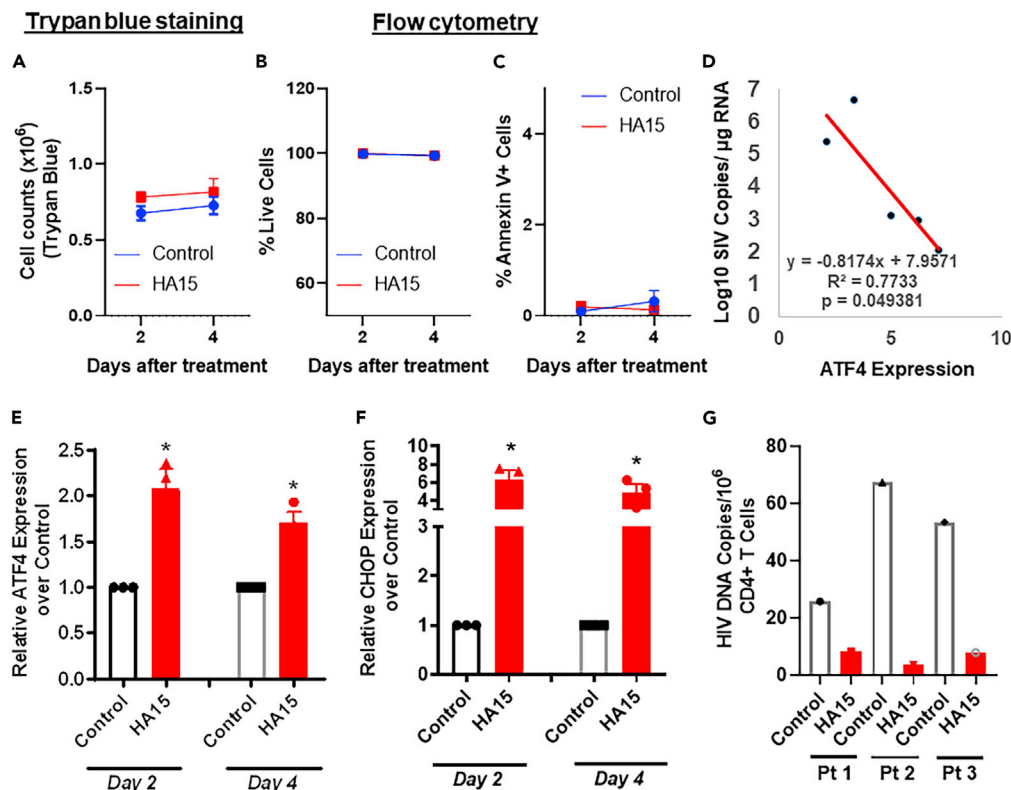 Trypan blue staining
Flow cytometry
A
1.5
1.0
0.5
0.0
Cell counts (x10⁶)
(Trypan Blue)
Control
HA15
2
4
Days after treatment
B
120
100
80
60
% Live Cells
Control
HA15
2
4
Days after treatment
C
4
2
0
% Annexin V+ Cells
Control
HA15
2
4
Days after treatment
D
7
6
5
4
3
2
1
0
Log10 SIV Copies/ µg RNA
y = -0.8174x + 7.9571
R² = 0.7733
p = 0.049381
0
5
10
ATF4 Expression
E
2.5
2.0
1.5
1.0
0.5
0.0
Relative ATF4 Expression
over Control
*
*
Control
HA15
Control
HA15
Day 2
Day 4
F
10
8
6
4
3
2
1
0
Relative CHOP Expression
over Control
*
*
Control
HA15
Control
HA15
Day 2
Day 4
G
80
60
40
20
0
HIV DNA Copies/10⁶
CD4+ T Cells
Control
HA15
Control
HA15
Control
HA15
Pt 1
Pt 2
Pt 3